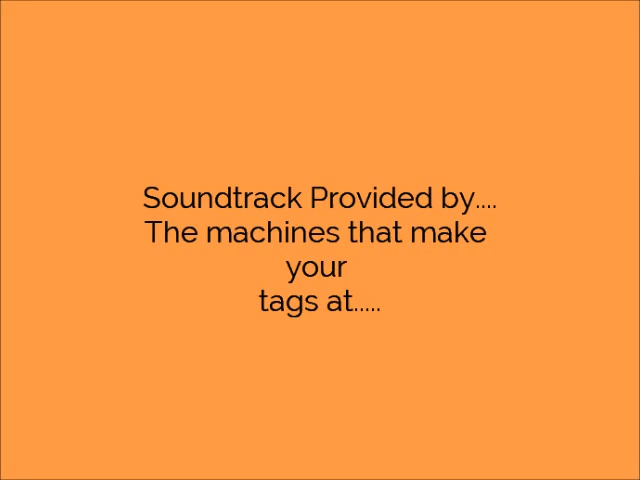 Soundtrack Provided by....
The machines that make
your
tags at.....